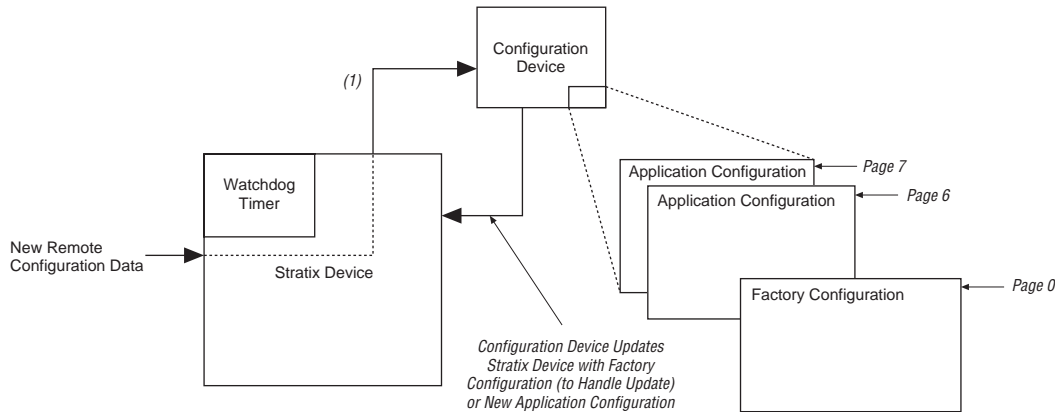 Configuration
Device
(1)
Application Configuration
Page 7
Application Configuration
Page 6
Watchdog
Timer
New Remote
Configuration Data
Stratix Device
Factory Configuration
Page 0
Configuration Device Updates
Stratix Device with Factory
Configuration (to Handle Update)
or New Application Configuration